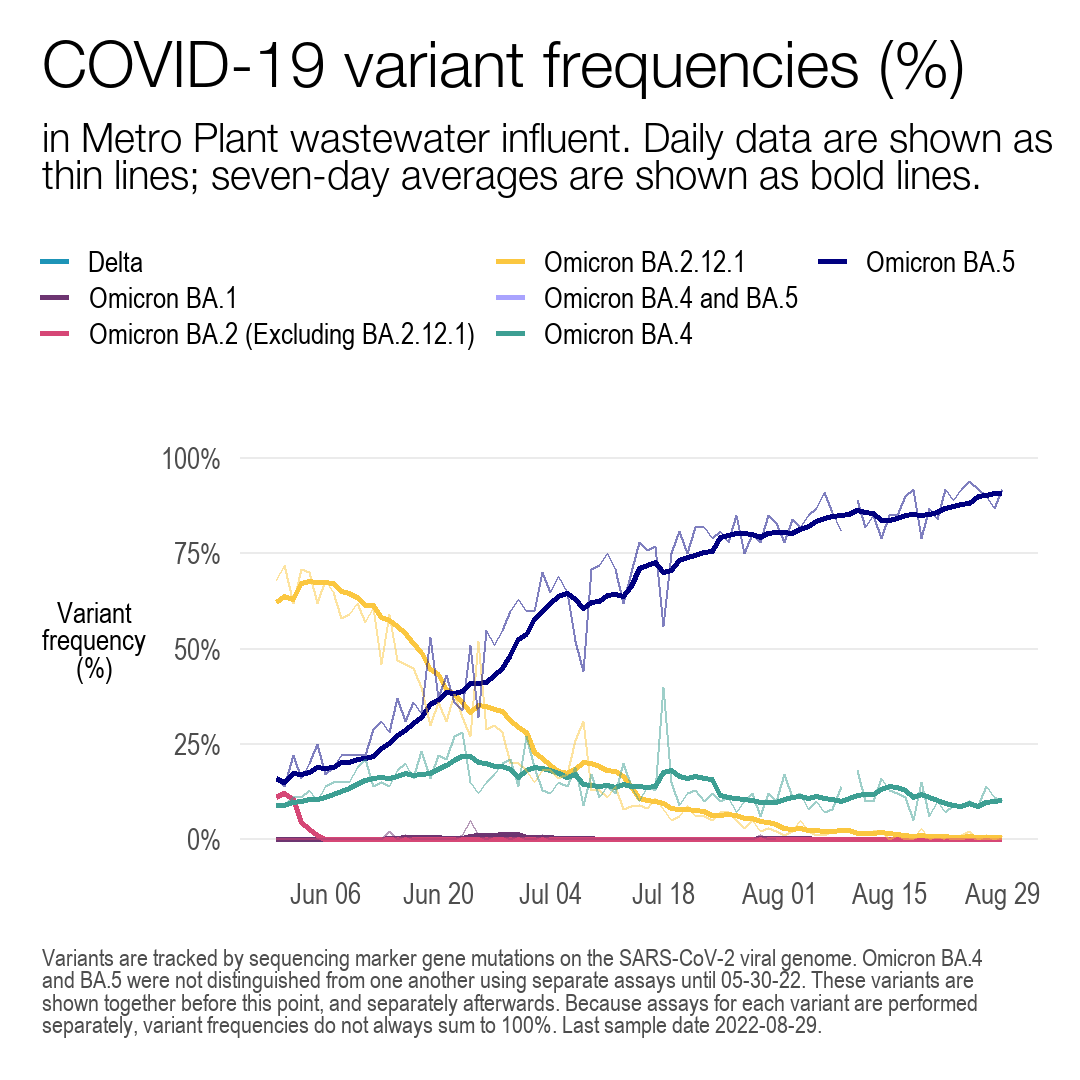 COVID-19 variant frequencies (%)
in Metro Plant wastewater influent. Daily data are shown as
thin lines; seven-day averages are shown as bold lines.
Delta
Omicron BA.1
Omicron BA.2 (Excluding BA.2.12.1)
Omicron BA.2.12.1
Omicron BA.4 and BA.5
Omicron BA.4
Omicron BA.5
Variant
frequency
(%)
100%
75%
50%
25%
0%
Jun 06 Jun 20 Jul 04 Jul 18 Aug 01 Aug 15 Aug 29
Variants are tracked by sequencing marker gene mutations on the SARS-CoV-2 viral genome. Omicron BA.4
and BA.5 were not distinguished from one another using separate assays until 05-30-22. These variants are
shown together before this point, and separately afterwards. Because assays for each variant are performed
separately, variant frequencies do not always sum to 100%. Last sample date 2022-08-29.